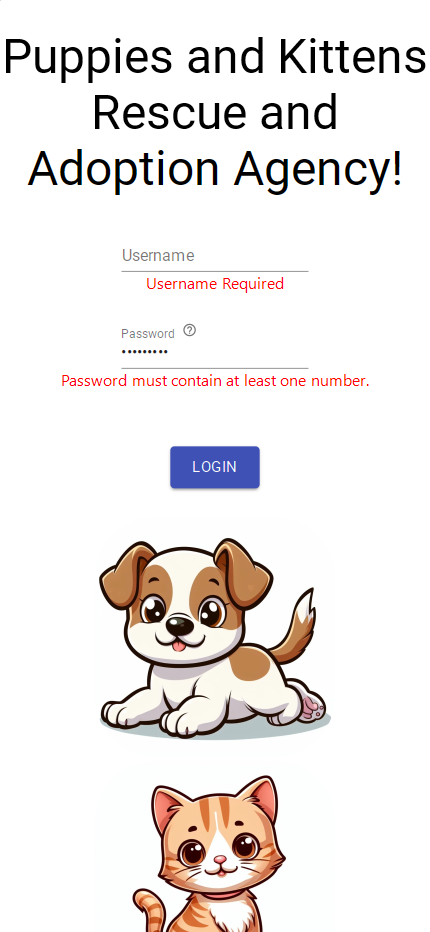 Puppies and Kittens
Rescue and
Adoption Agency!
Username
Username Required
Password
•••••••••
Password must contain at least one number.
LOGIN